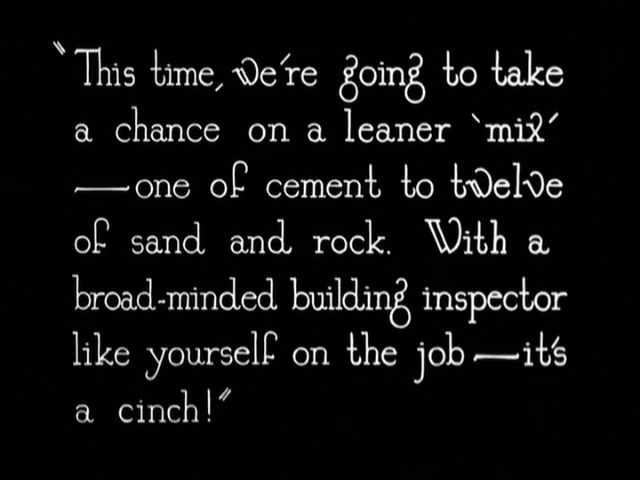 "This time, we're going to take
a chance on a leaner 'mix'
—one of cement to twelve
of sand and rock. With a
broad-minded building inspector
like yourself on the job—it's
a cinch!"